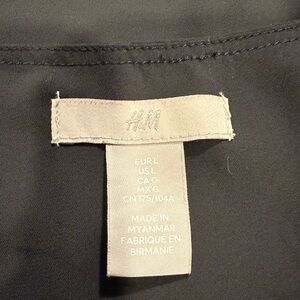 H&M
EUR L
US L
CA G
MX G
CN 175/104A
MADE IN
MYANMAR
FABRIQUÉ EN
BIRMANIE